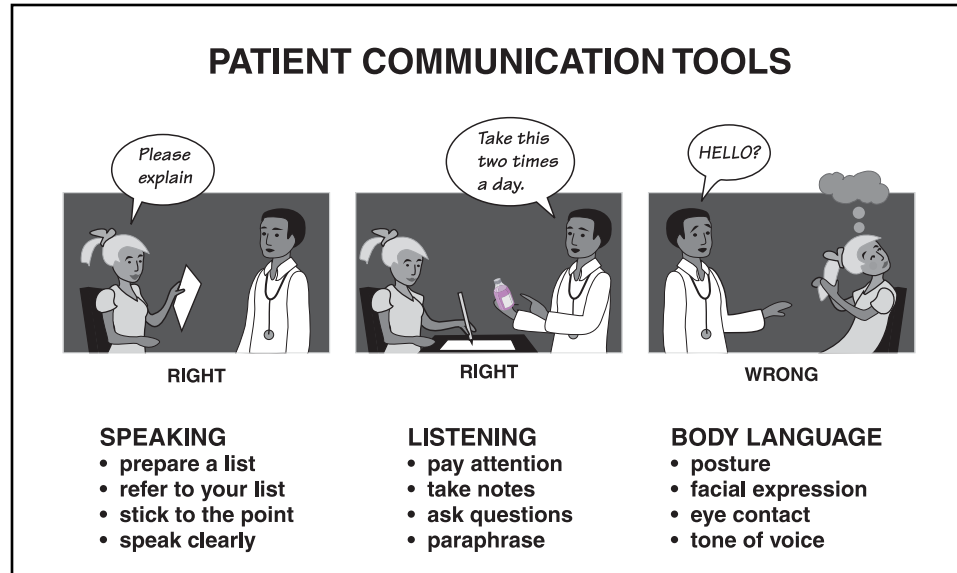 PATIENT COMMUNICATION TOOLS
Please
explain
Take this
two times
a day.
HELLO?
RIGHT
RIGHT
WRONG
SPEAKING
• prepare a list
• refer to your list
• stick to the point
• speak clearly
LISTENING
• pay attention
• take notes
• ask questions
• paraphrase
BODY LANGUAGE
• posture
• facial expression
• eye contact
• tone of voice